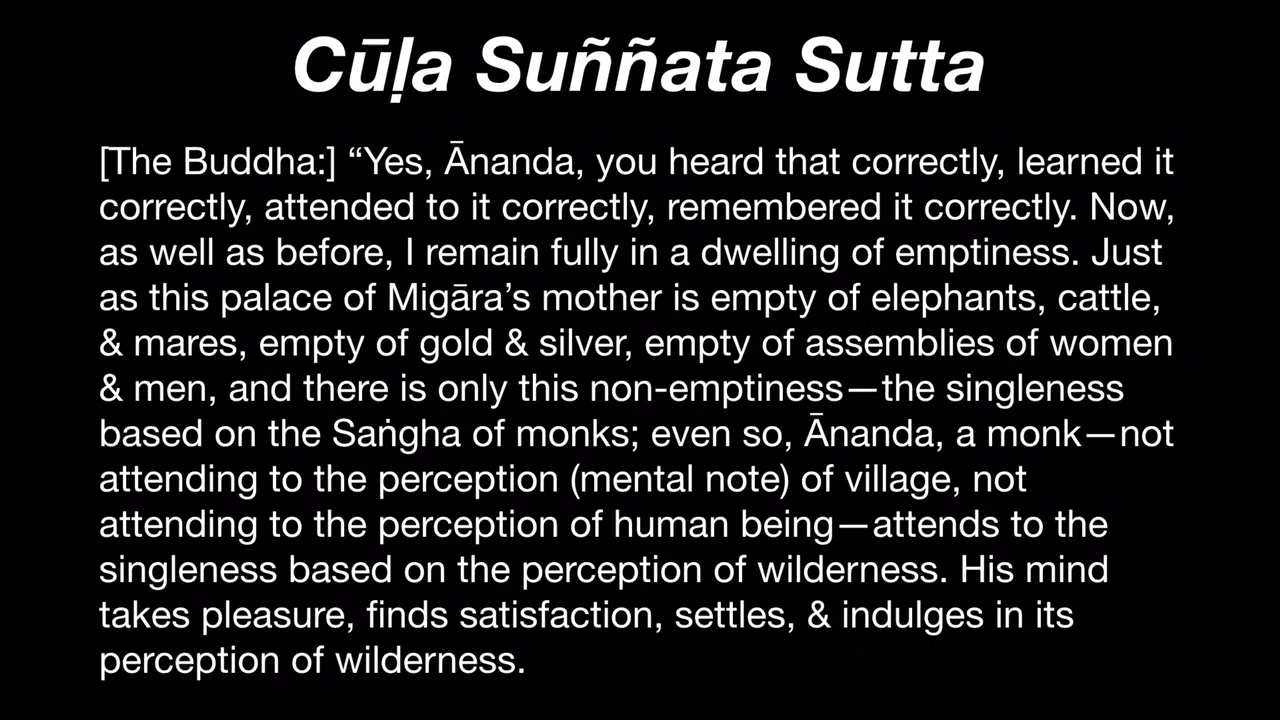 Cūḷa Suññata Sutta
[The Buddha:] “Yes, Ānanda, you heard that correctly, learned it
correctly, attended to it correctly, remembered it correctly. Now,
as well as before, I remain fully in a dwelling of emptiness. Just
as this palace of Migāra’s mother is empty of elephants, cattle,
& mares, empty of gold & silver, empty of assemblies of women
& men, and there is only this non-emptiness—the singleness
based on the Saṅgha of monks; even so, Ānanda, a monk—not
attending to the perception (mental note) of village, not
attending to the perception of human being—attends to the
singleness based on the perception of wilderness. His mind
takes pleasure, finds satisfaction, settles, & indulges in its
perception of wilderness.